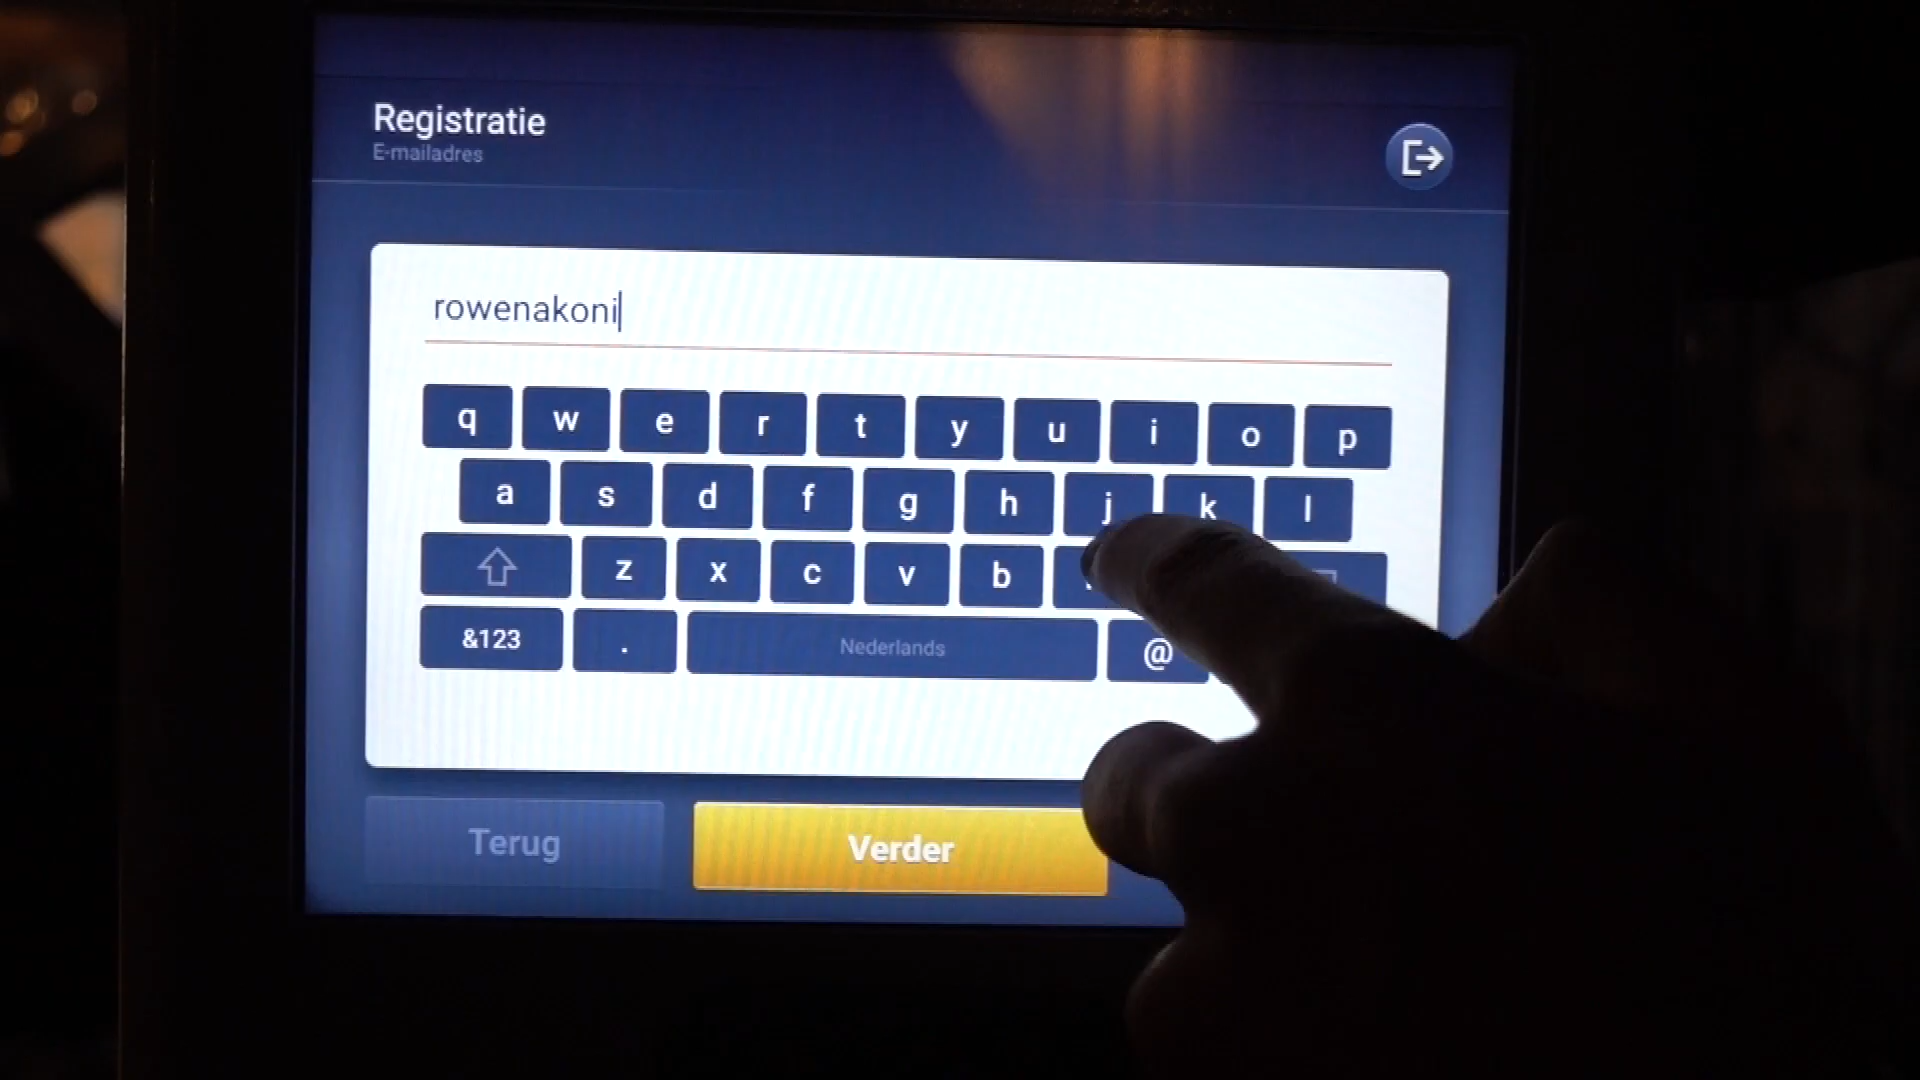 Registratie
E-mailadres
rowenakoni
q w e r t y u i o p
a s d f g h j k l
z x c v b
&123 . Nederlands @
Terug Verder